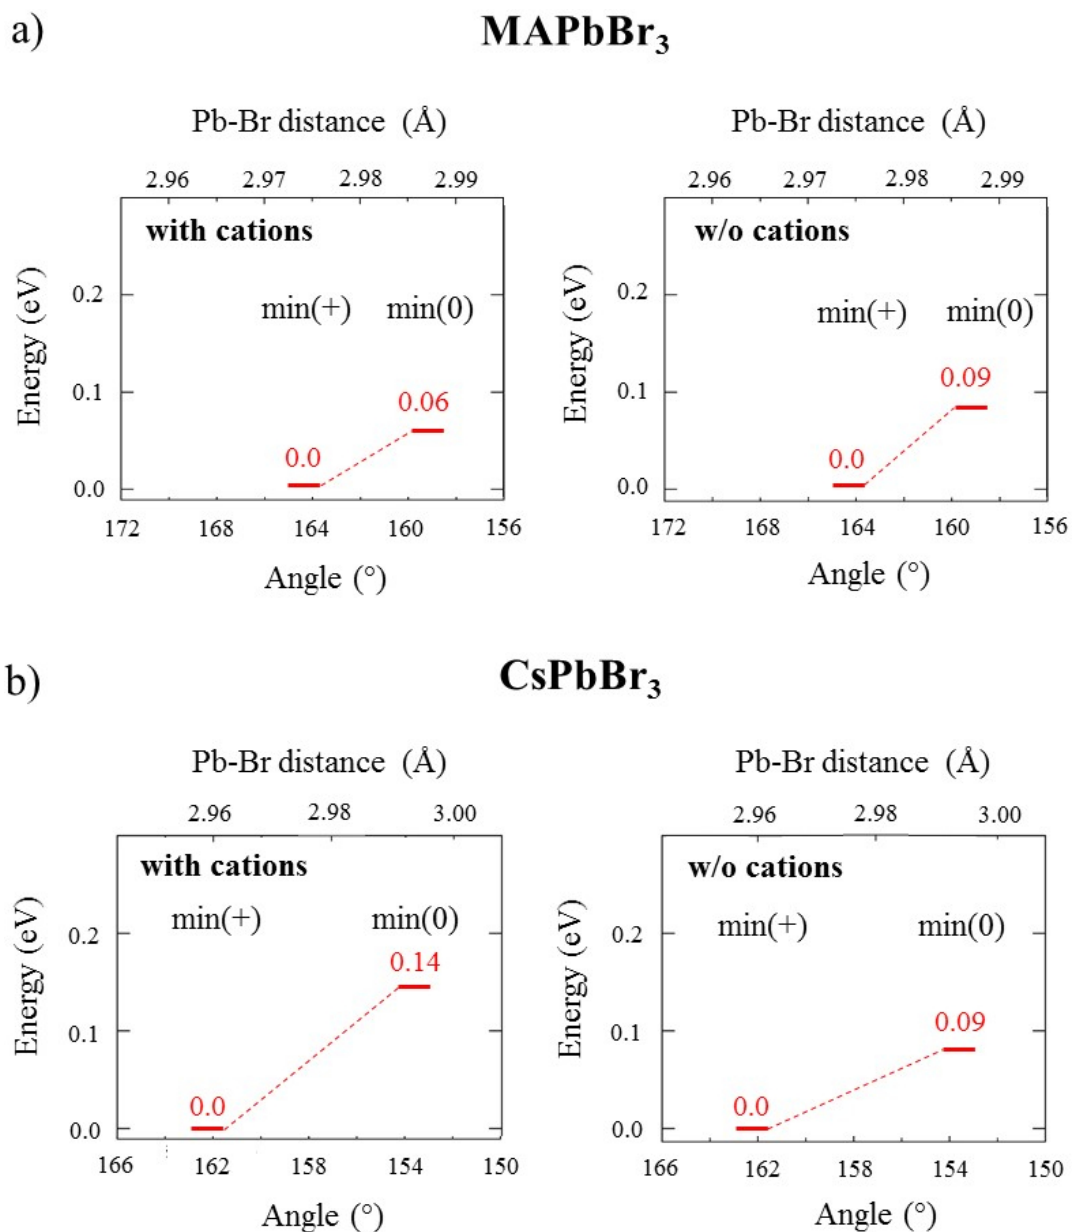 a)
MAPbBr₃
Pb-Br distance (Å)
2.96 2.97 2.98 2.99
with cations
min(+) min(0)
Energy (eV)
0.2
0.1
0.0
0.06
0.0
172 168 164 160 156
Angle (°)
Pb-Br distance (Å)
2.96 2.97 2.98 2.99
w/o cations
min(+) min(0)
Energy (eV)
0.2
0.1
0.0
0.09
0.0
172 168 164 160 156
Angle (°)
b)
CsPbBr₃
Pb-Br distance (Å)
2.96 2.98 3.00
with cations
min(+) min(0)
Energy (eV)
0.2
0.1
0.0
0.14
0.0
166 162 158 154 150
Angle (°)
Pb-Br distance (Å)
2.96 2.98 3.00
w/o cations
min(+) min(0)
Energy (eV)
0.2
0.1
0.0
0.09
0.0
166 162 158 154 150
Angle (°)